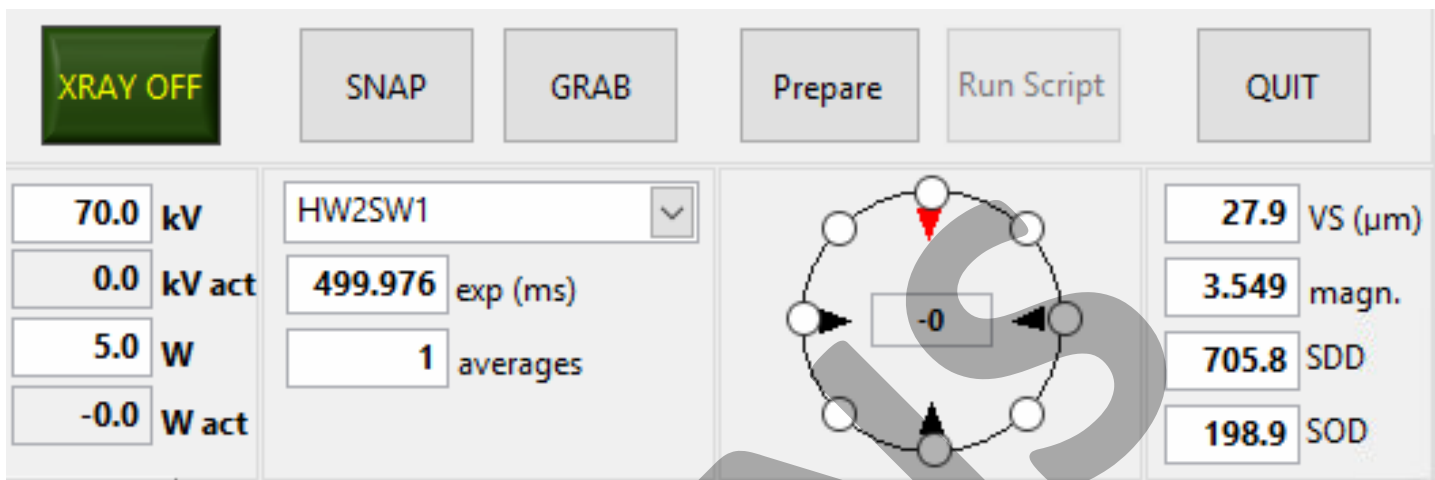 XRAY OFF SNAP GRAB Prepare Run Script QUIT
70.0 kV
0.0 kV act
5.0 W
-0.0 W act
HW2SW1
499.976 exp (ms)
1 averages
-0
27.9 VS (µm)
3.549 magn.
705.8 SDD
198.9 SOD